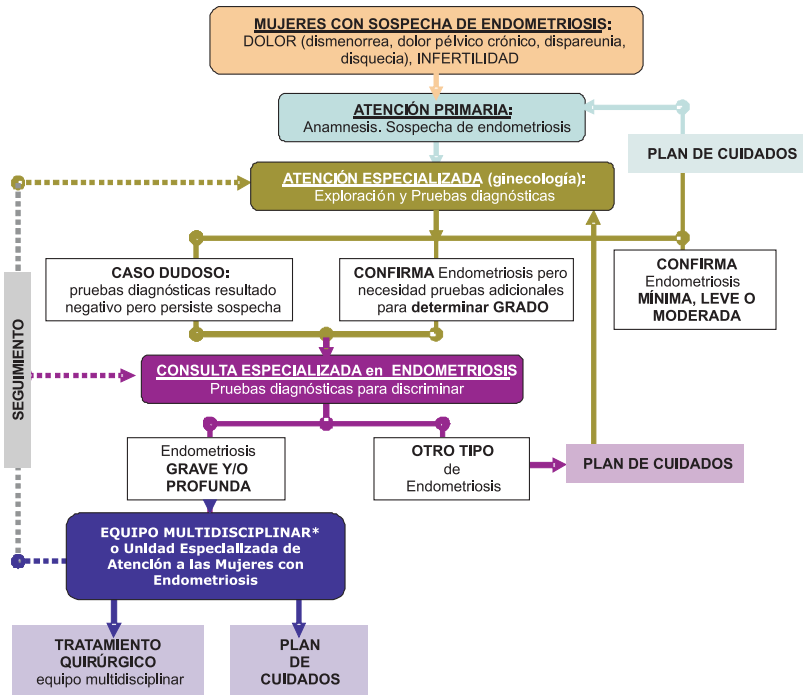 MUJERES CON SOSPECHA DE ENDOMETRIOSIS:
DOLOR (dismenorrea, dolor pélvico crónico, dispareunia,
disquecia), INFERTILIDAD
ATENCIÓN PRIMARIA:
Anamnesis. Sospecha de endometriosis
PLAN DE CUIDADOS
ATENCIÓN ESPECIALIZADA (ginecología):
Exploración y Pruebas diagnósticas
CASO DUDOSO:
pruebas diagnósticas resultado
negativo pero persiste sospecha
CONFIRMA Endometriosis pero
necesidad pruebas adicionales
para determinar GRADO
CONFIRMA
Endometriosis
MÍNIMA, LEVE O
MODERADA
SEGUIMIENTO
CONSULTA ESPECIALIZADA en ENDOMETRIOSIS
Pruebas diagnósticas para discriminar
Endometriosis
GRAVE Y/O
PROFUNDA
OTRO TIPO
de
Endometriosis
PLAN DE CUIDADOS
EQUIPO MULTIDISCIPLINAR*
o Unidad Especializada de
Atención a las Mujeres con
Endometriosis
TRATAMIENTO
QUIRÚRGICO
equipo multidisciplinar
PLAN
DE
CUIDADOS